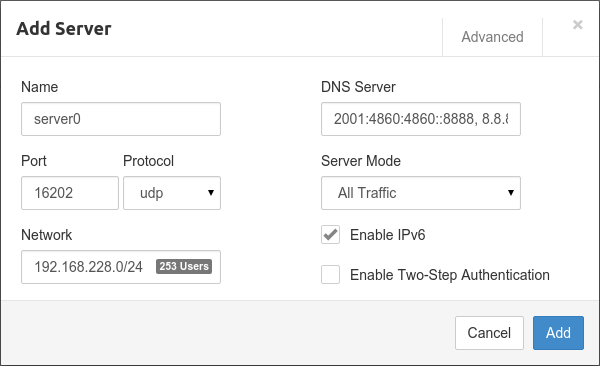 Add Server
Advanced
×
Name
server0
DNS Server
2001:4860:4860::8888, 8.8.8
Port
16202
Protocol
udp
Server Mode
All Traffic
Network
192.168.228.0/24 253 Users
Enable IPv6
Enable Two-Step Authentication
Cancel
Add